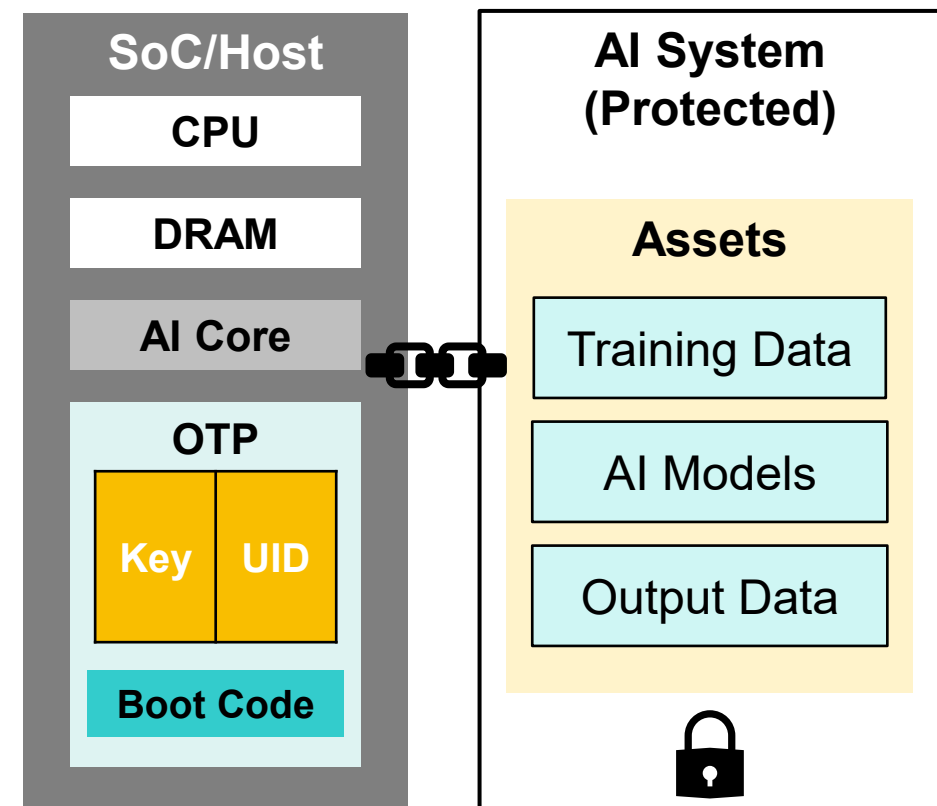 SoC/Host
CPU
DRAM
AI Core
OTP
Key
UID
Boot Code
AI System
(Protected)
Assets
Training Data
AI Models
Output Data